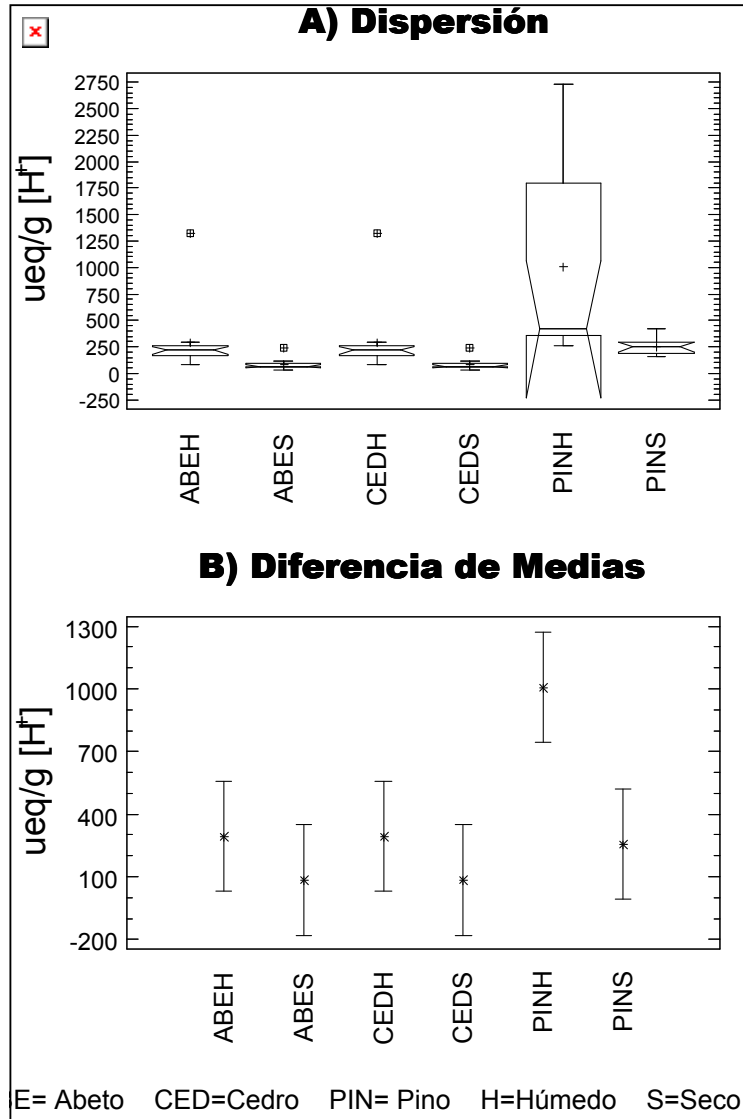 A) Dispersión
ueq/g [H+]
2750
2500
2250
2000
1750
1500
1250
1000
750
500
250
0
-250
ABEH
ABES
CEDH
CEDS
PINH
PINS
B) Diferencia de Medias
ueq/g [H+]
1300
1000
700
400
100
-200
ABEH
ABES
CEDH
CEDS
PINH
PINS
E= Abeto CED=Cedro PIN= Pino H=Húmedo S=Seco